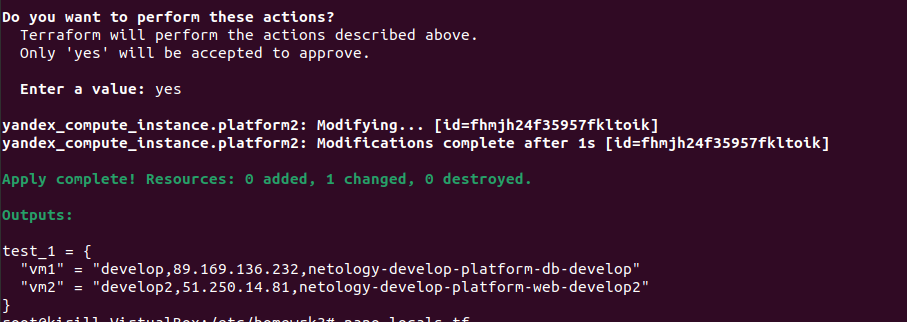 Do you want to perform these actions?
  Terraform will perform the actions described above.
  Only 'yes' will be accepted to approve.

  Enter a value: yes

yandex_compute_instance.platform2: Modifying... [id=fhmjh24f35957fkltoik]
yandex_compute_instance.platform2: Modifications complete after 1s [id=fhmjh24f35957fkltoik]

Apply complete! Resources: 0 added, 1 changed, 0 destroyed.

Outputs:

test_1 = {
  "vm1" = "develop,89.169.136.232,netology-develop-platform-db-develop"
  "vm2" = "develop2,51.250.14.81,netology-develop-platform-web-develop2"
}